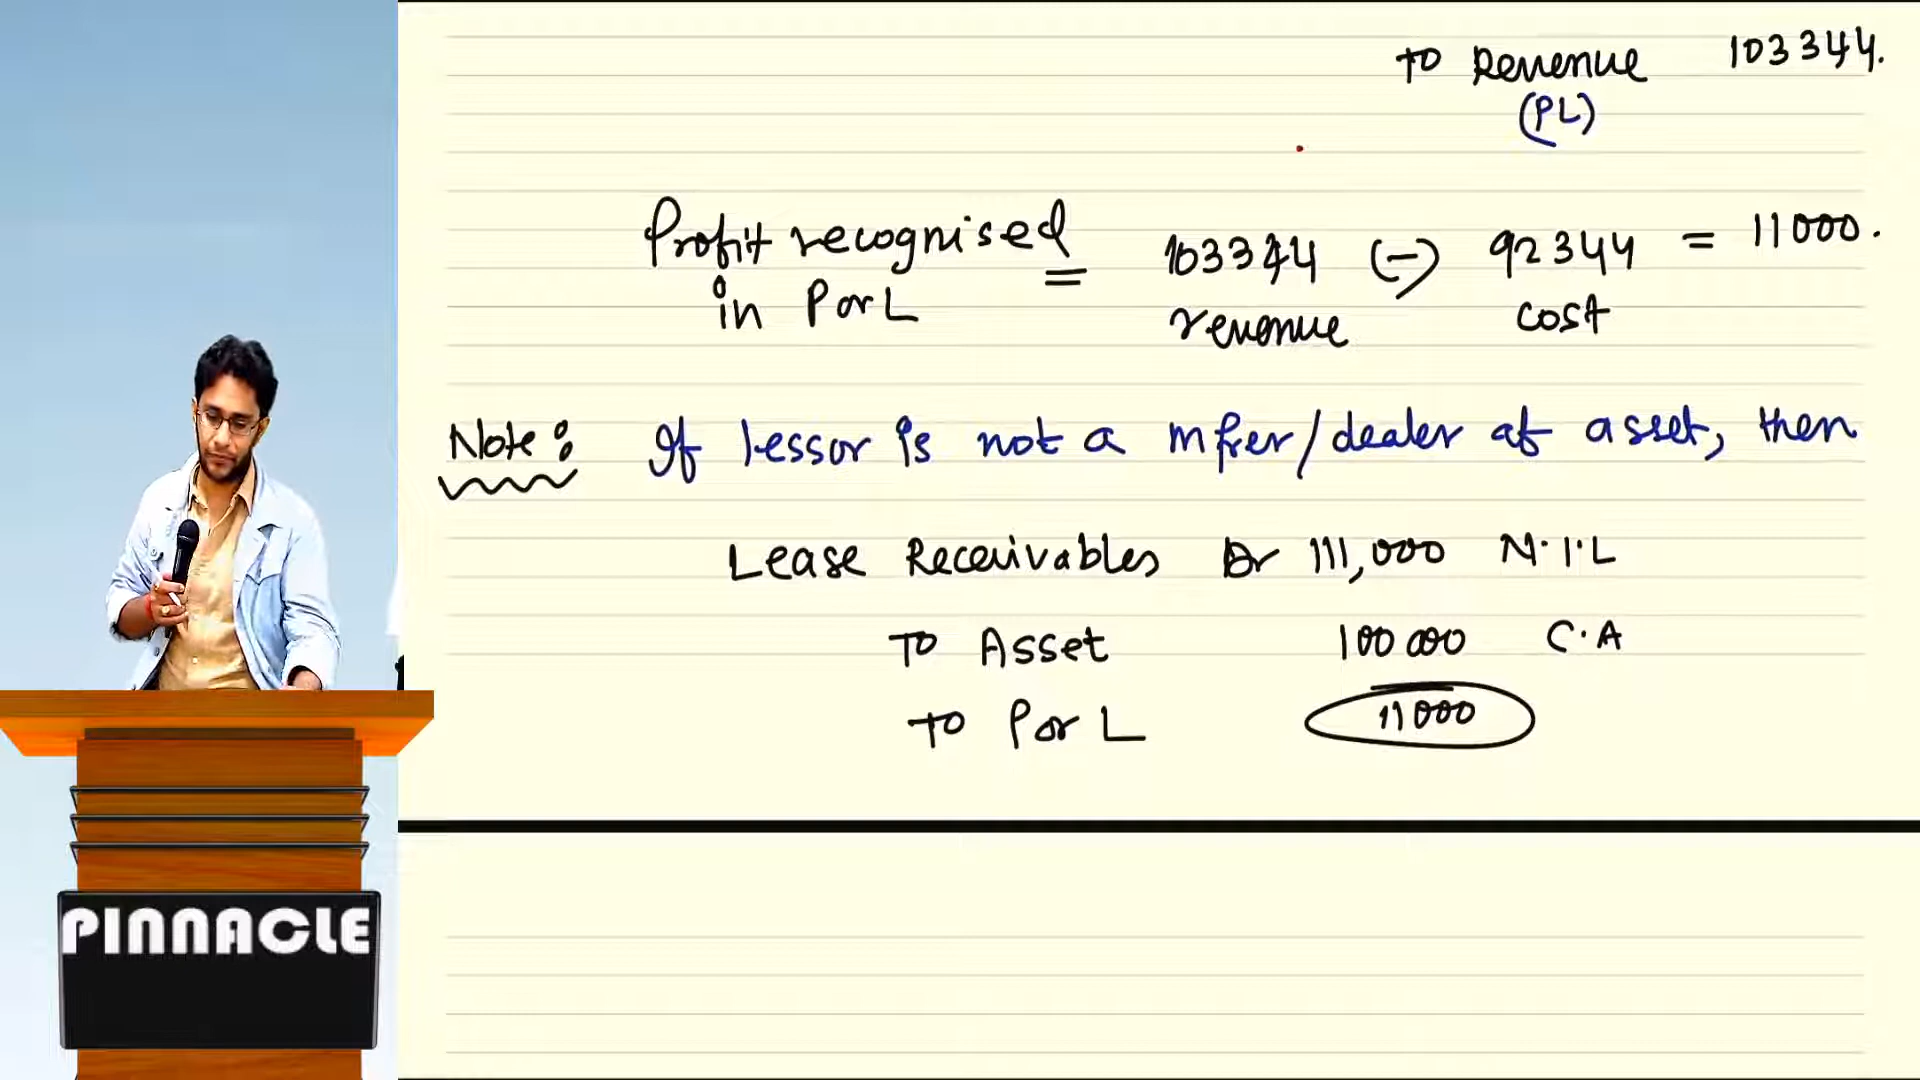 To Revenue 103344.
(PL)
Profit recognised = 103344 (-) 92344 = 11000.
in P or L revenue cost
Note: If lessor is not a mfrer/dealer of asset, then
Lease Receivables Dr 111,000 N.I.L
To Asset 100000 C.A
To P or L 11000
PINNACLE